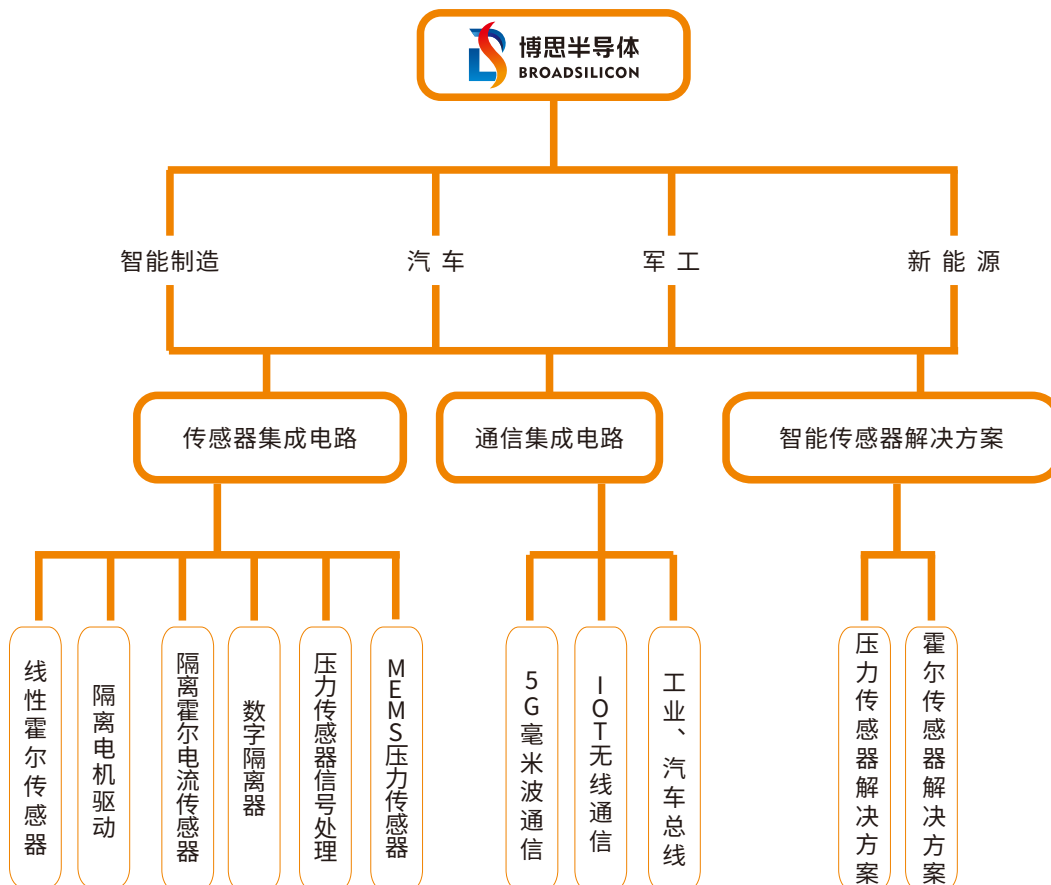 博思半导体
BROADSILICON
智能制造
汽车
军工
新能源
传感器集成电路
通信集成电路
智能传感器解决方案
线性霍尔传感器
隔离电机驱动
隔离霍尔电流传感器
数字隔离器
压力传感器信号处理
MEMS压力传感器
5G毫米波通信
IOT无线通信
工业、汽车总线
压力传感器解决方案
霍尔传感器解决方案